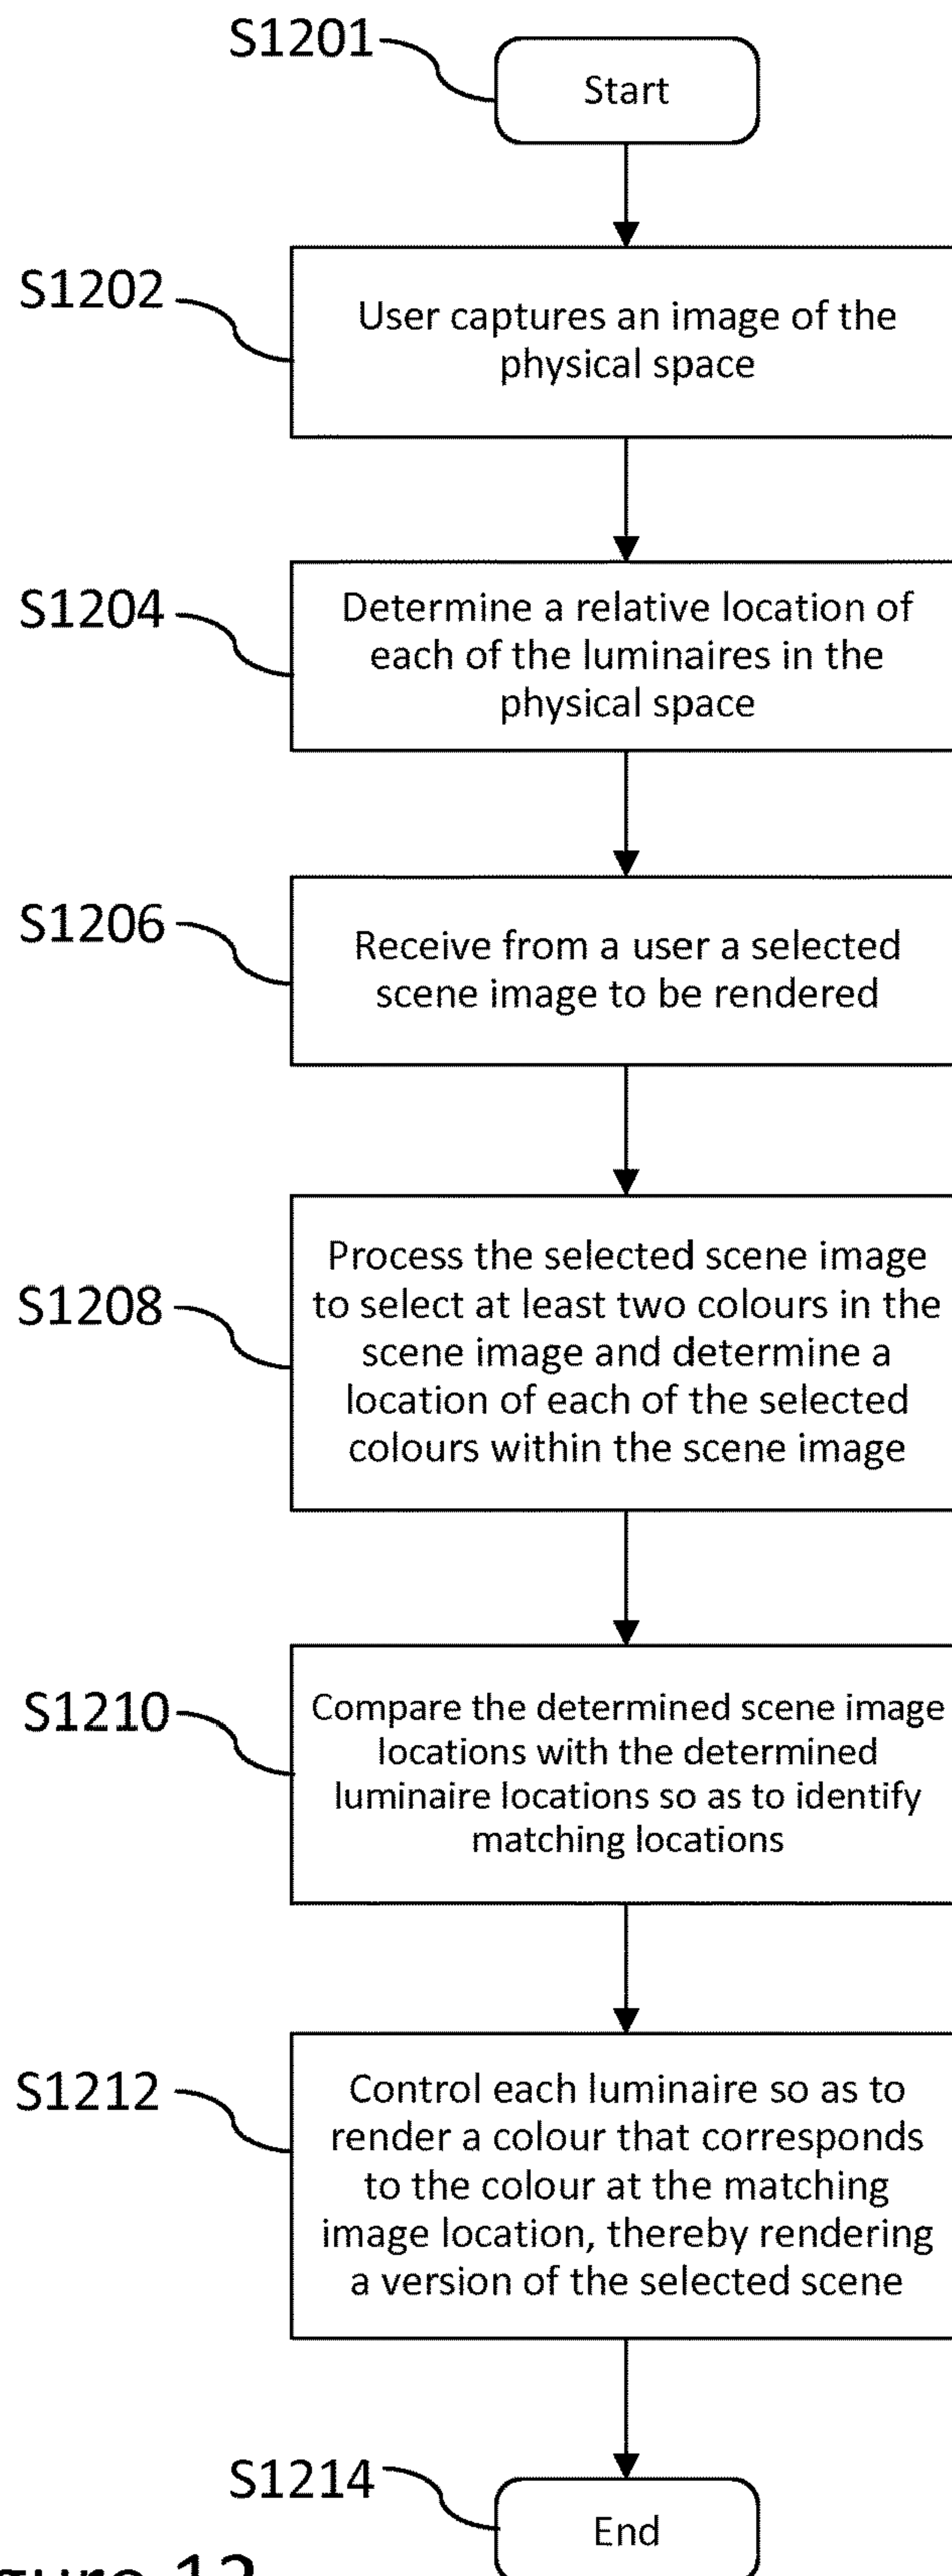 S1201
Start
S1202
User captures an image of the
physical space
S1204
Determine a relative location of
each of the luminaires in the
physical space
S1206
Receive from a user a selected
scene image to be rendered
S1208
Process the selected scene image
to select at least two colours in the
scene image and determine a
location of each of the selected
colours within the scene image
S1210
Compare the determined scene image
locations with the determined
luminaire locations so as to identify
matching locations
S1212
Control each luminaire so as to
render a colour that corresponds
to the colour at the matching
image location, thereby rendering
a version of the selected scene
S1214
End